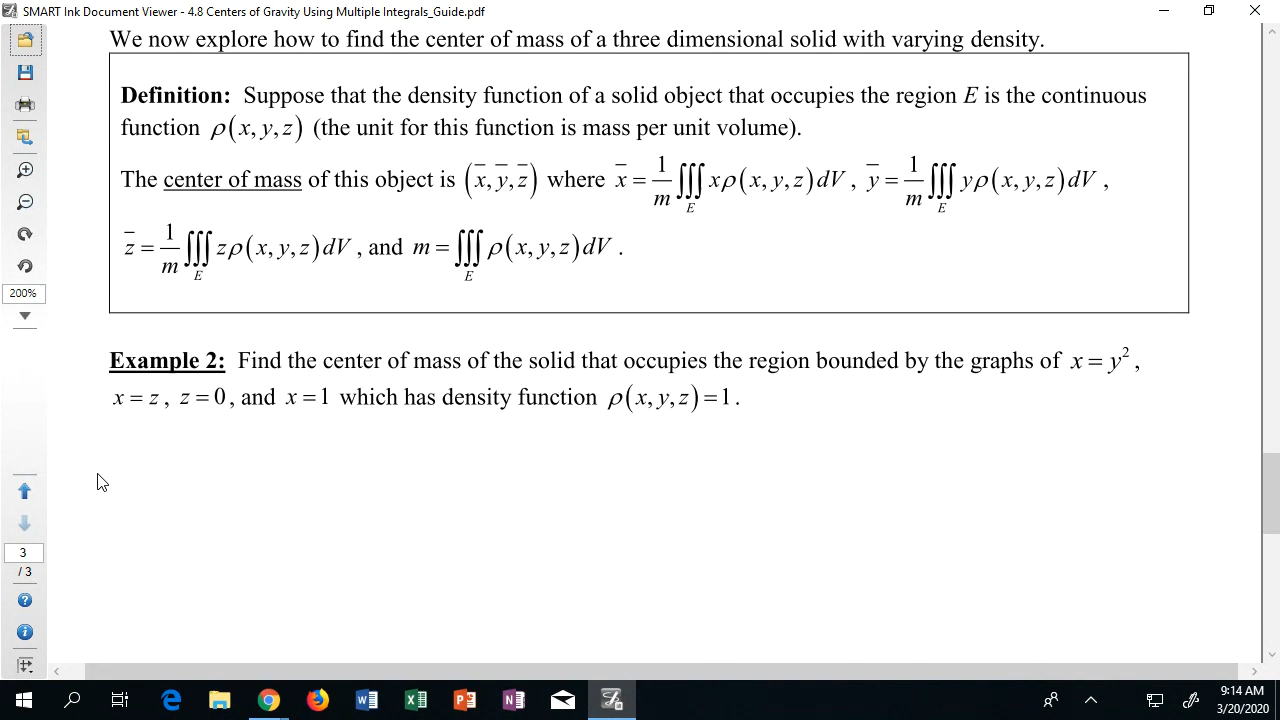 SMART Ink Document Viewer - 4.8 Centers of Gravity Using Multiple Integrals_Guide.pdf
We now explore how to find the center of mass of a three dimensional solid with varying density.
Definition: Suppose that the density function of a solid object that occupies the region E is the continuous
function ρ(x, y, z) (the unit for this function is mass per unit volume).
The center of mass of this object is (x̄, ȳ, z̄) where x̄ = 1/m ∭_E xρ(x, y, z)dV, ȳ = 1/m ∭_E yρ(x, y, z)dV,
z̄ = 1/m ∭_E zρ(x, y, z)dV, and m = ∭_E ρ(x, y, z)dV.
Example 2: Find the center of mass of the solid that occupies the region bounded by the graphs of x = y²,
x = z, z = 0, and x = 1 which has density function ρ(x, y, z) = 1.
200%
3
/ 3
9:14 AM
3/20/2020